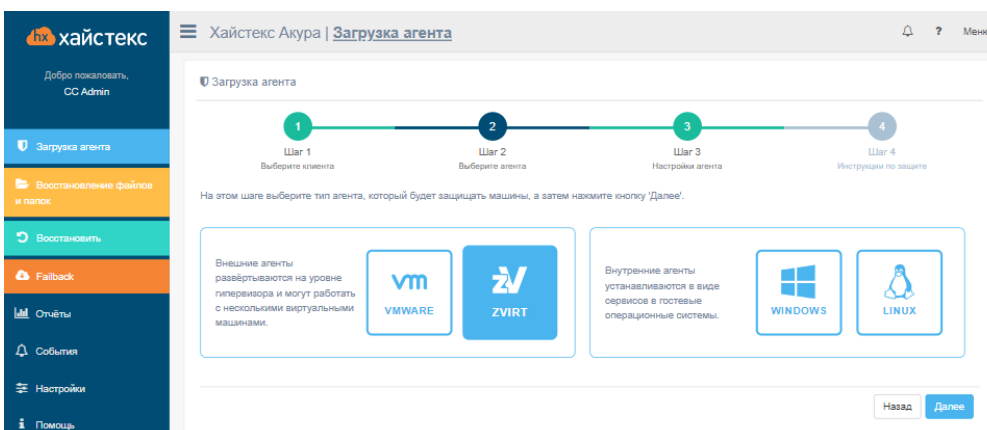 hx хайстекс
Добро пожаловать,
CC Admin
Загрузка агента
Восстановление файлов
и папок
Восстановить
Failback
Отчёты
События
Настройки
Помощь
Хайстекс Акура | Загрузка агента
?
Загрузка агента
1
2
3
4
Шаг 1
Шаг 2
Шаг 3
Шаг 4
Выберите клиента
Выберите агента
Настройки агента
Инструкции по защите
На этом шаге выберите тип агента, который будет защищать машины, а затем нажмите кнопку 'Далее'.
Внешние агенты
развёртываются на уровне
гипервизора и могут работать
с несколькими виртуальными
машинами.
vm
VMWARE
zV
ZVIRT
Внутренние агенты
устанавливаются в виде
сервисов в гостевые
операционные системы.
WINDOWS
LINUX
Назад
Далее